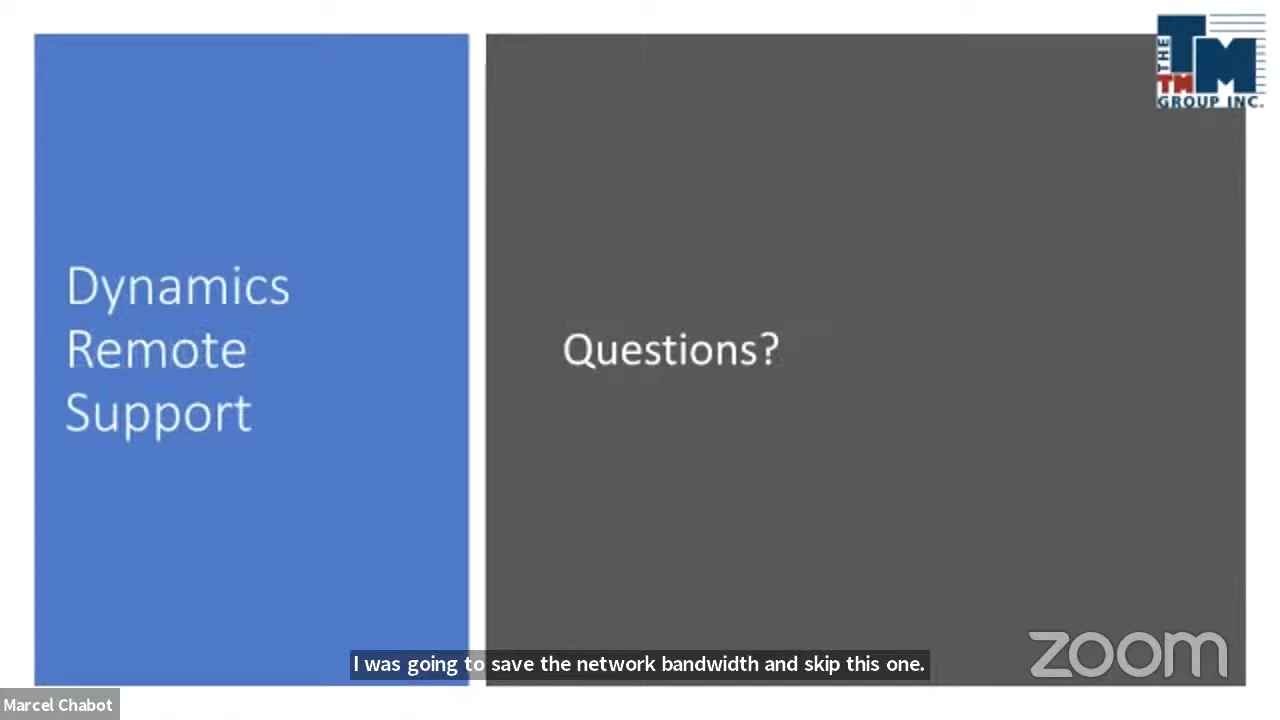 THE
TM
TM
GROUP INC.
Dynamics
Remote
Support
Questions?
I was going to save the network bandwidth and skip this one.
zoom
Marcel Chabot